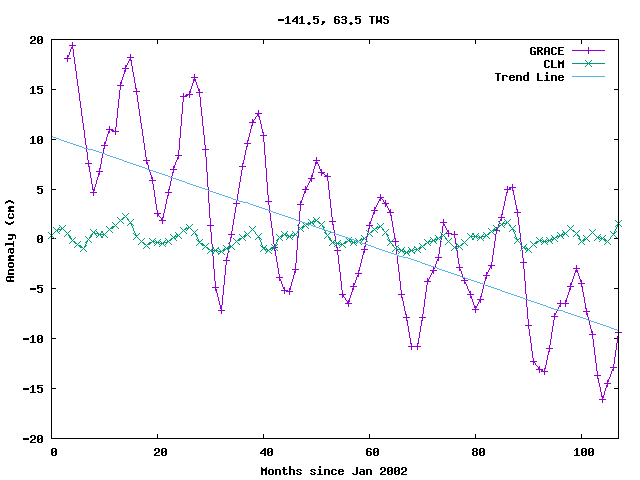 -141.5, 63.5 TWS
GRACE
CLM
Trend Line
20
15
10
5
0
-5
-10
-15
-20
Anomaly (cm)
0 20 40 60 80 100
Months since Jan 2002